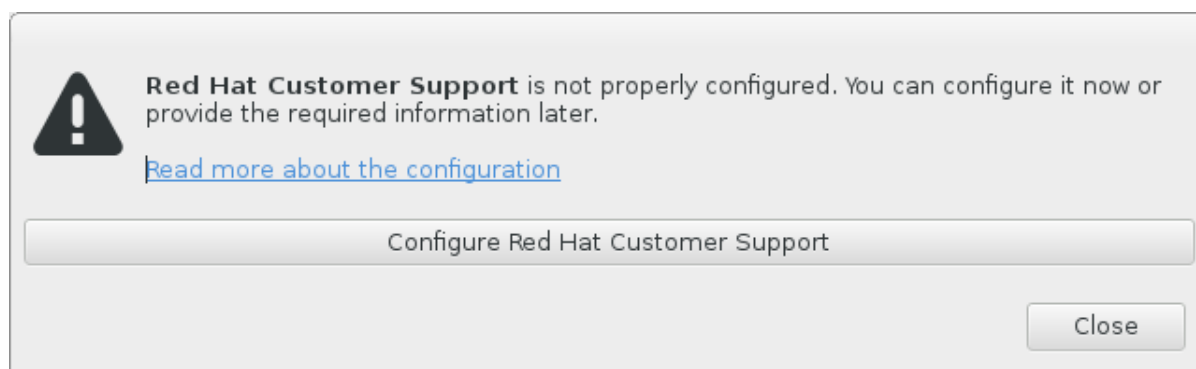 Red Hat Customer Support is not properly configured. You can configure it now or
provide the required information later.
Read more about the configuration
Configure Red Hat Customer Support
Close